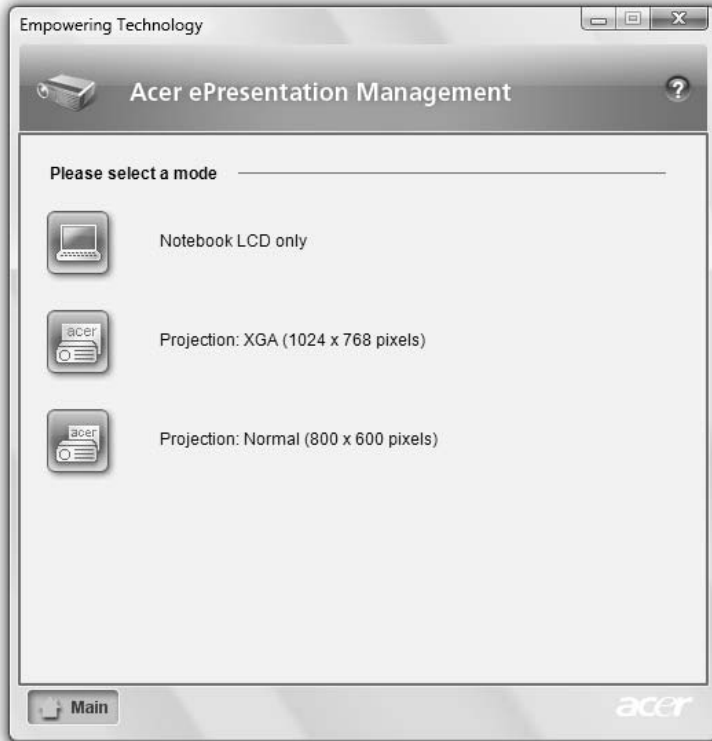 Empowering Technology
Acer ePresentation Management
?
Please select a mode
Notebook LCD only
acer
Projection: XGA (1024 x 768 pixels)
acer
Projection: Normal (800 x 600 pixels)
Main
acer